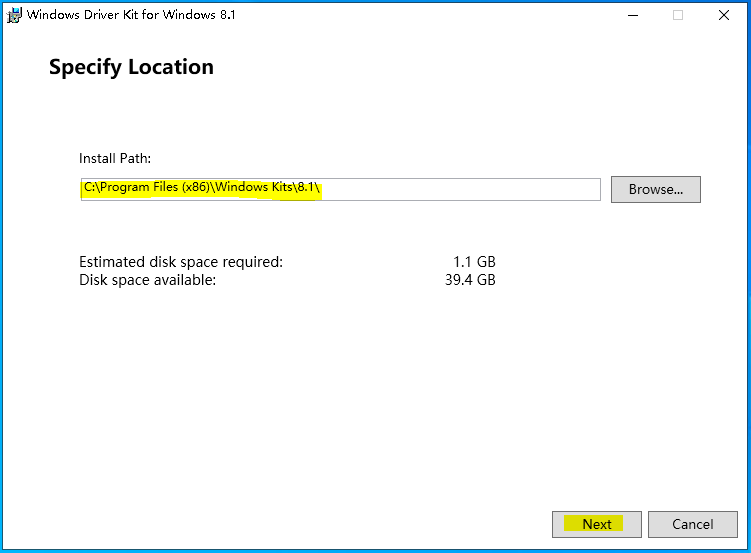 Windows Driver Kit for Windows 8.1
Specify Location
Install Path:
C:\Program Files (x86)\Windows Kits\8.1\
Browse...
Estimated disk space required: 1.1 GB
Disk space available: 39.4 GB
Next
Cancel